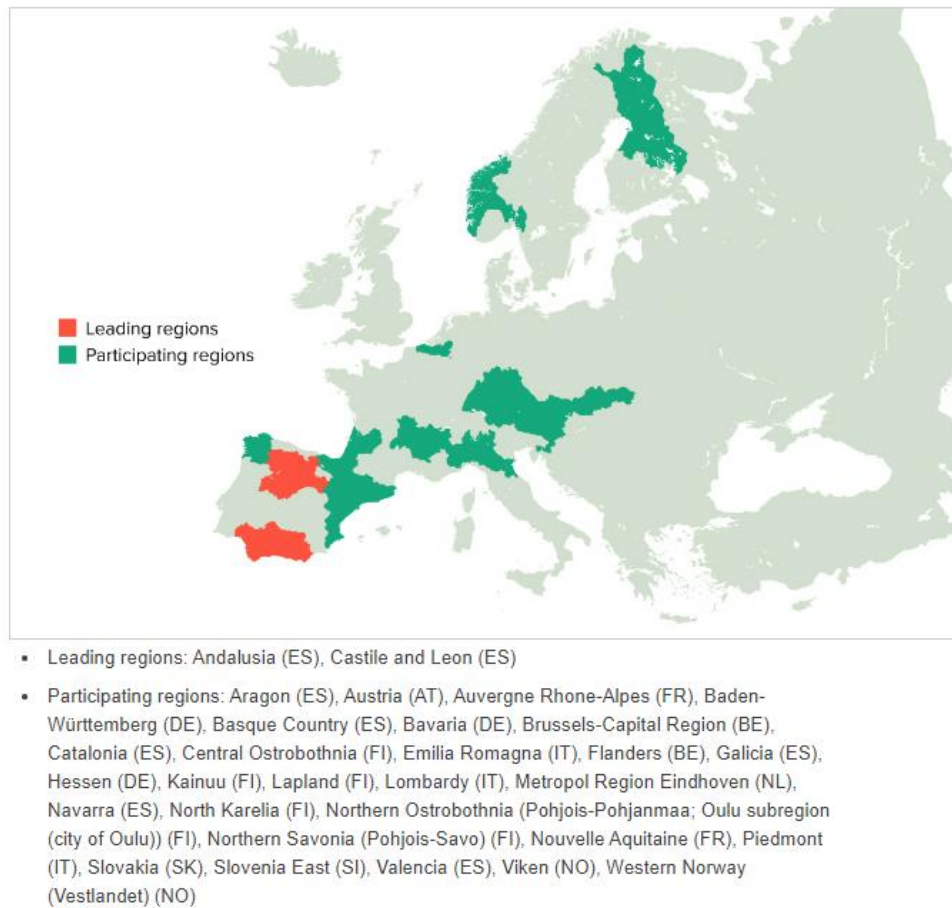 Leading regions
Participating regions
▪ Leading regions: Andalusia (ES), Castile and Leon (ES)
▪ Participating regions: Aragon (ES), Austria (AT), Auvergne Rhone-Alpes (FR), Baden-
Württemberg (DE), Basque Country (ES), Bavaria (DE), Brussels-Capital Region (BE),
Catalonia (ES), Central Ostrobothnia (FI), Emilia Romagna (IT), Flanders (BE), Galicia (ES),
Hessen (DE), Kainuu (FI), Lapland (FI), Lombardy (IT), Metropol Region Eindhoven (NL),
Navarra (ES), North Karelia (FI), Northern Ostrobothnia (Pohjois-Pohjanmaa; Oulu subregion
(city of Oulu)) (FI), Northern Savonia (Pohjois-Savo) (FI), Nouvelle Aquitaine (FR), Piedmont
(IT), Slovakia (SK), Slovenia East (SI), Valencia (ES), Viken (NO), Western Norway
(Vestlandet) (NO)